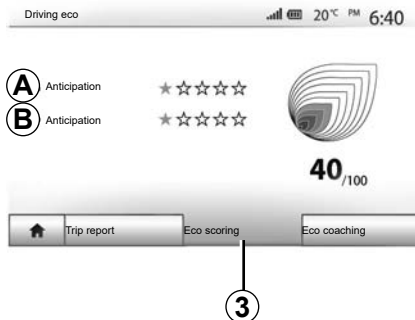 Driving eco 20°C PM 6:40
A Anticipation
B Anticipation
40/100
Trip report Eco scoring Eco coaching
3